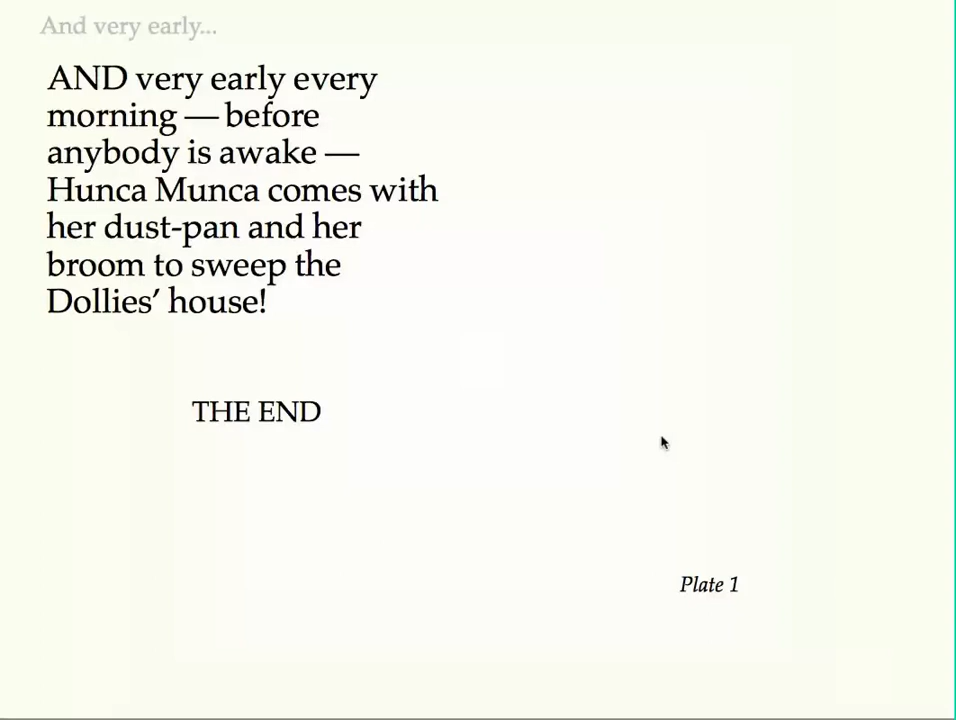 And very early...
AND very early every
morning — before
anybody is awake —
Hunca Munca comes with
her dust-pan and her
broom to sweep the
Dollies’ house!
THE END
Plate 1